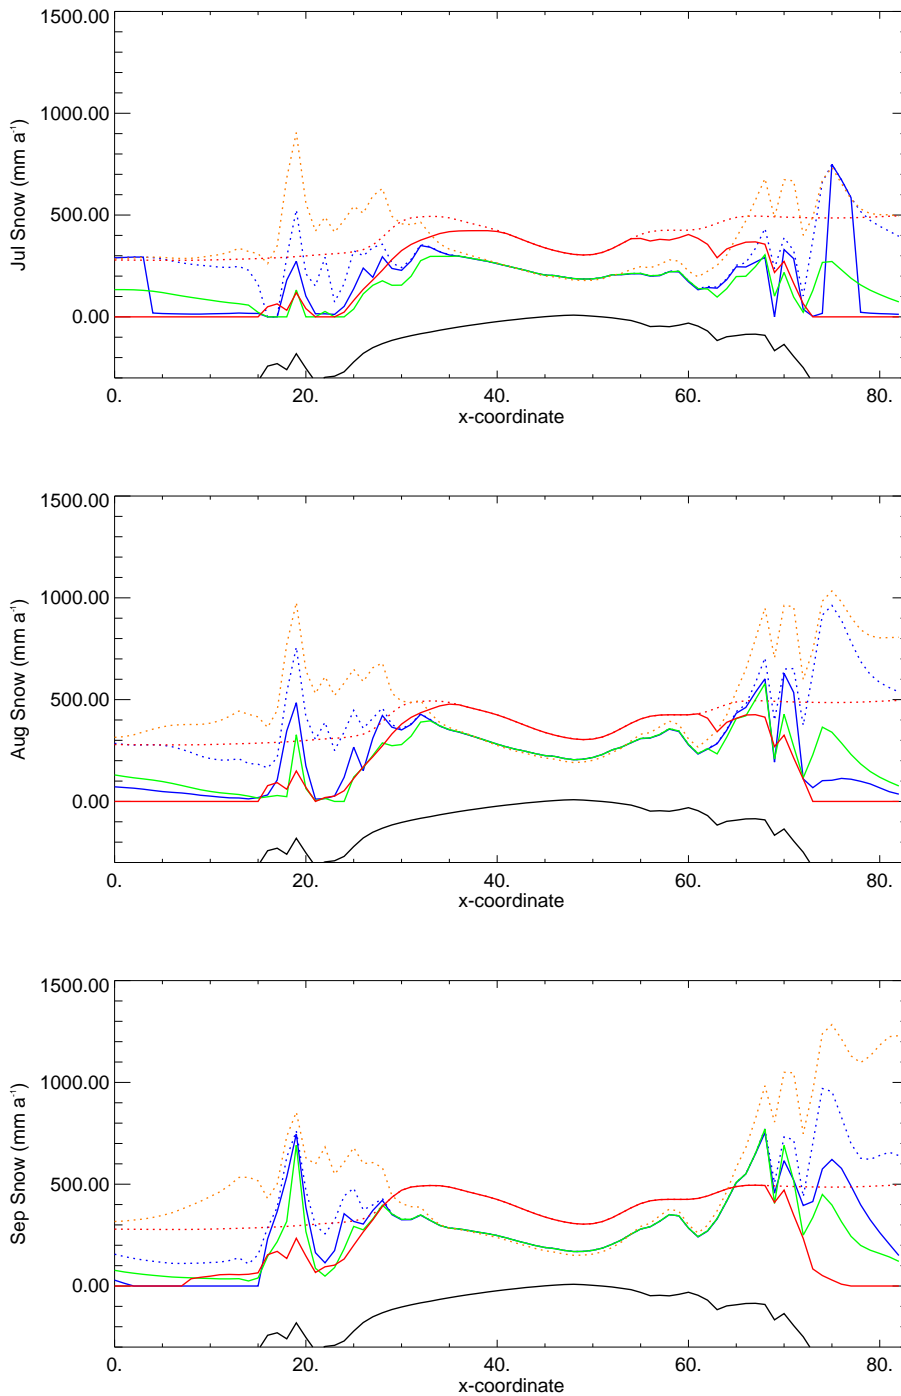 1500.00
1000.00
500.00
0.00
Jul Snow (mm a⁻¹)
0. 20. 40. 60. 80.
x-coordinate
1500.00
1000.00
500.00
0.00
Aug Snow (mm a⁻¹)
0. 20. 40. 60. 80.
x-coordinate
1500.00
1000.00
500.00
0.00
Sep Snow (mm a⁻¹)
0. 20. 40. 60. 80.
x-coordinate